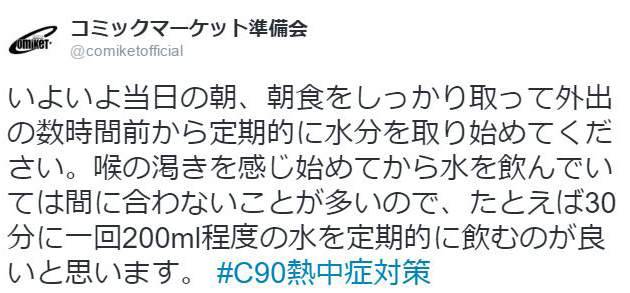 コミックマーケット準備会
comiket
@comiketofficial
いよいよ当日の朝、朝食をしっかり取って外出
の数時間前から定期的に水分を取り始めてくだ
さい。喉の渇きを感じ始めてから水を飲んでい
ては間に合わないことが多いので、たとえば30
分に一回200ml程度の水を定期的に飲むのが良
いと思います。 #C90熱中症対策